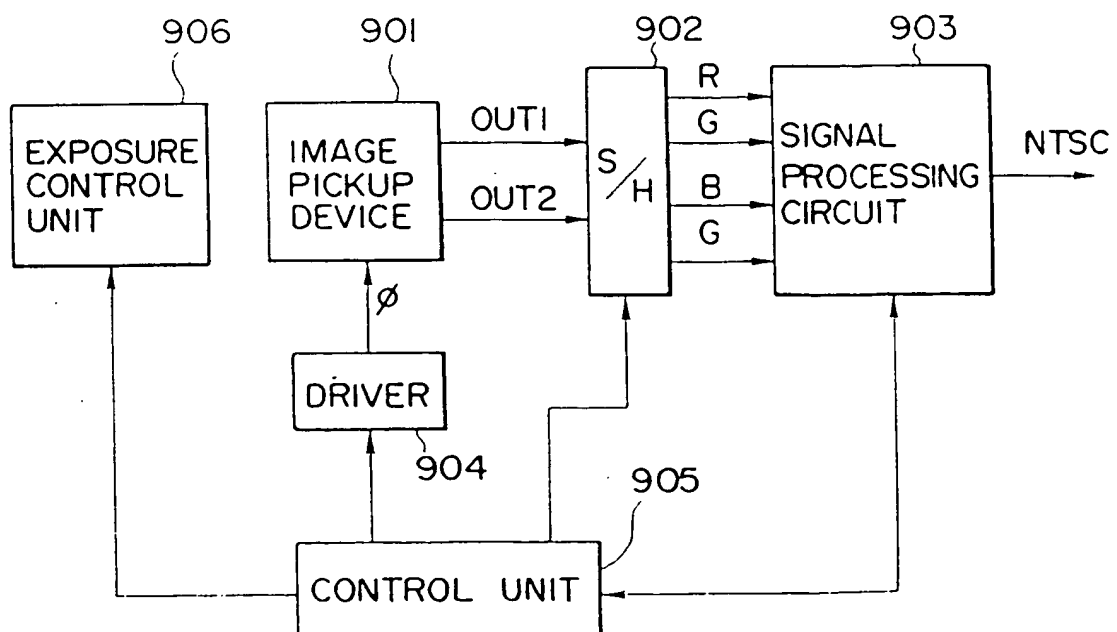 906
901
902
903
EXPOSURE
CONTROL
UNIT
IMAGE
PICKUP
DEVICE
OUT1
OUT2
S/H
R
G
B
G
SIGNAL
PROCESSING
CIRCUIT
NTSC
φ
DRIVER
904
905
CONTROL UNIT